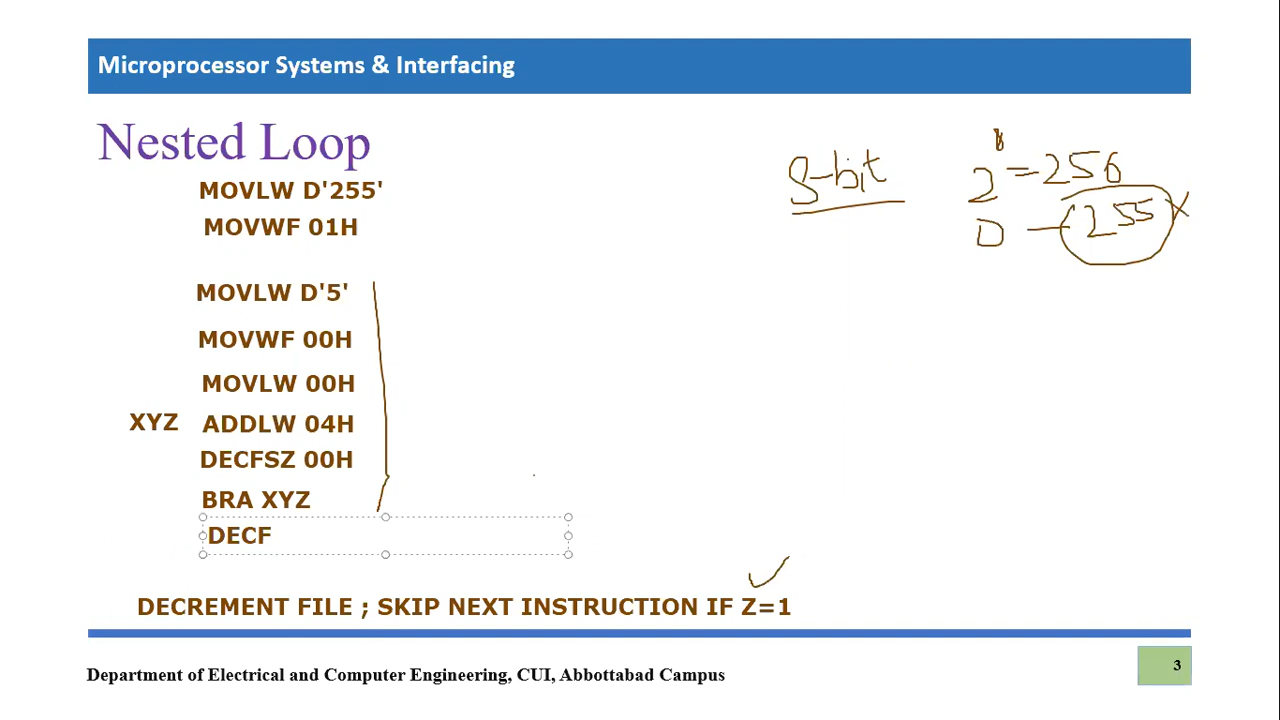 Microprocessor Systems & Interfacing
Nested Loop
MOVLW D'255'
MOVWF 01H
MOVLW D'5'
MOVWF 00H
MOVLW 00H
XYZ ADDLW 04H
DECFSZ 00H
BRA XYZ
DECF
DECREMENT FILE ; SKIP NEXT INSTRUCTION IF Z=1
8-bit 2^8 = 256
0 — 255
Department of Electrical and Computer Engineering, CUI, Abbottabad Campus
3